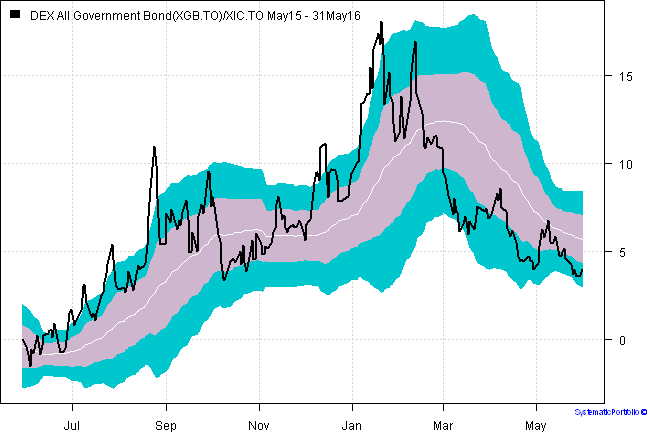 DEX All Government Bond(XGB.TO)/XIC.TO May15 - 31May16
15
10
5
0
Jul Sep Nov Jan Mar May
SystematicPortfolio ©